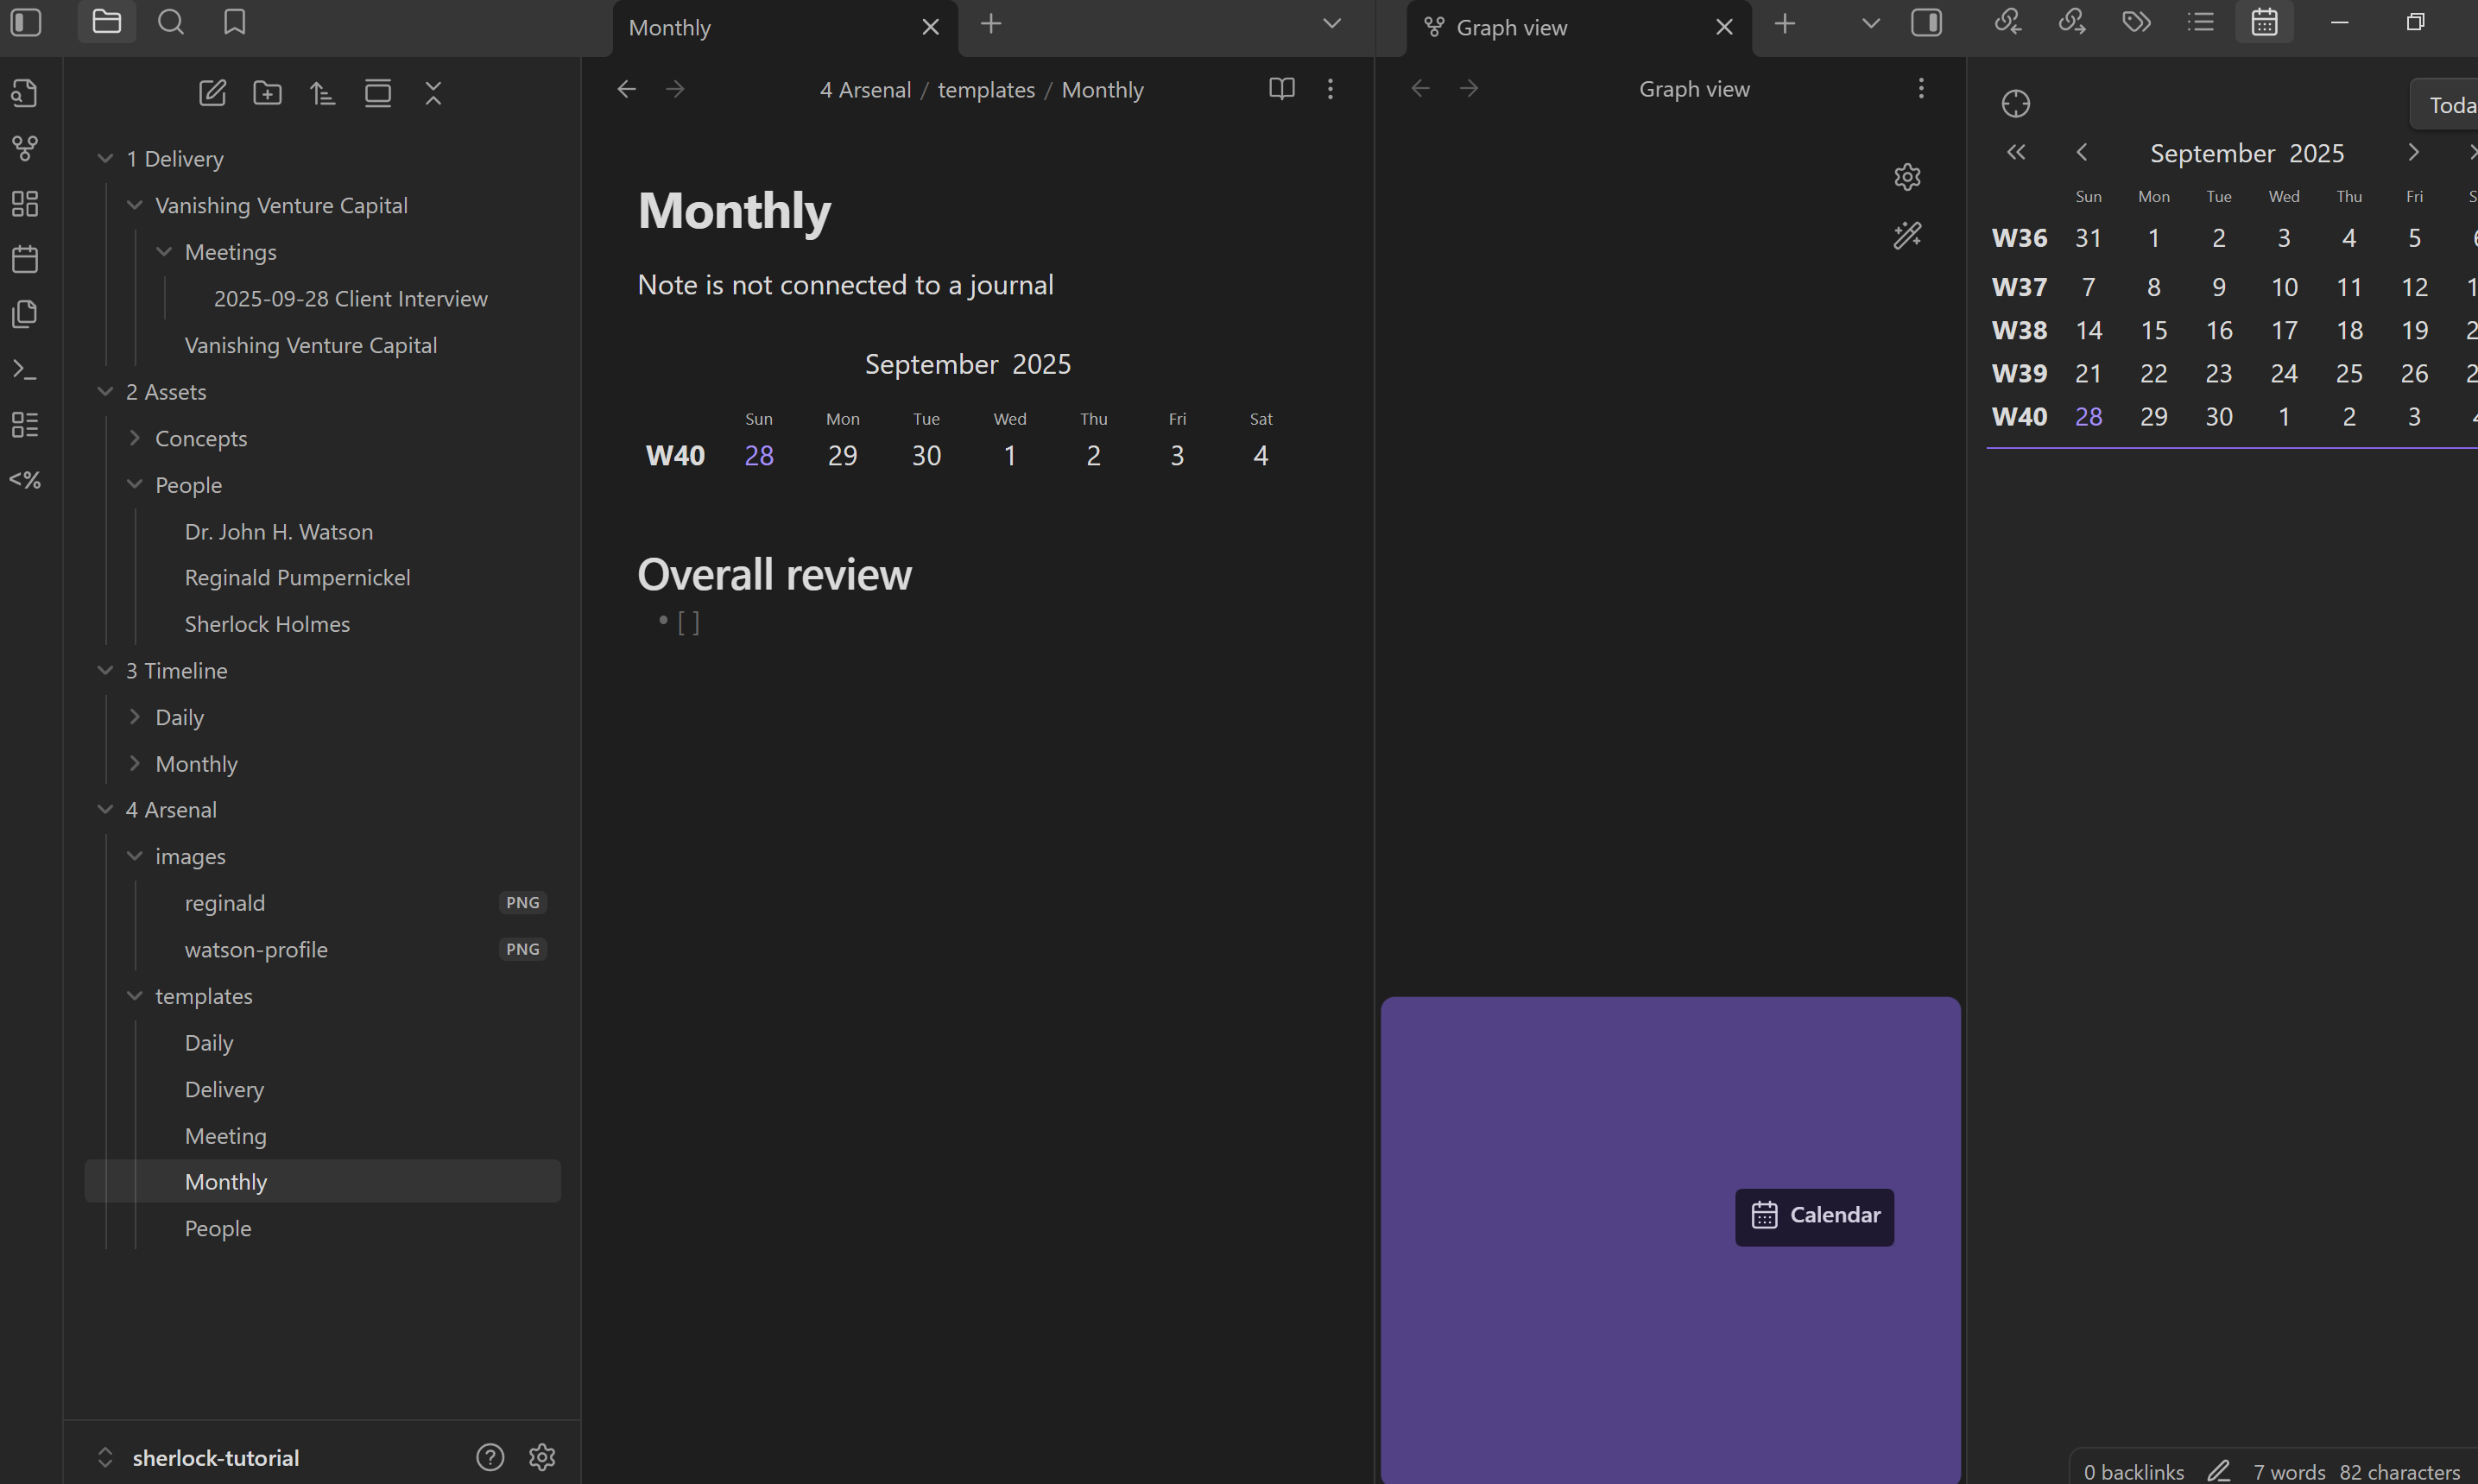 Monthly
Graph view
4 Arsenal / templates / Monthly
Graph view
1 Delivery
Vanishing Venture Capital
Meetings
2025-09-28 Client Interview
Vanishing Venture Capital
2 Assets
Concepts
People
Dr. John H. Watson
Reginald Pumpernickel
Sherlock Holmes
3 Timeline
Daily
Monthly
4 Arsenal
images
reginald PNG
watson-profile PNG
templates
Daily
Delivery
Meeting
Monthly
People
sherlock-tutorial
<%
Monthly
Note is not connected to a journal
September 2025
Sun Mon Tue Wed Thu Fri Sat
W40 28 29 30 1 2 3 4
Overall review
• [ ]
Calendar
Toda
September 2025
Sun Mon Tue Wed Thu Fri
W36 31 1 2 3 4 5
W37 7 8 9 10 11 12
W38 14 15 16 17 18 19
W39 21 22 23 24 25 26
W40 28 29 30 1 2 3
0 backlinks 7 words 82 characters